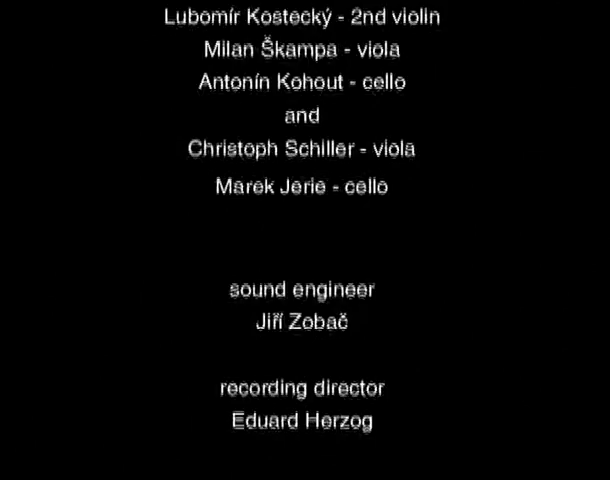 Lubomír Kostecký - 2nd violin
Milan Škampa - viola
Antonín Kohout - cello
and
Christoph Schiller - viola
Marek Jerie - cello
sound engineer
Jiří Zobač
recording director
Eduard Herzog